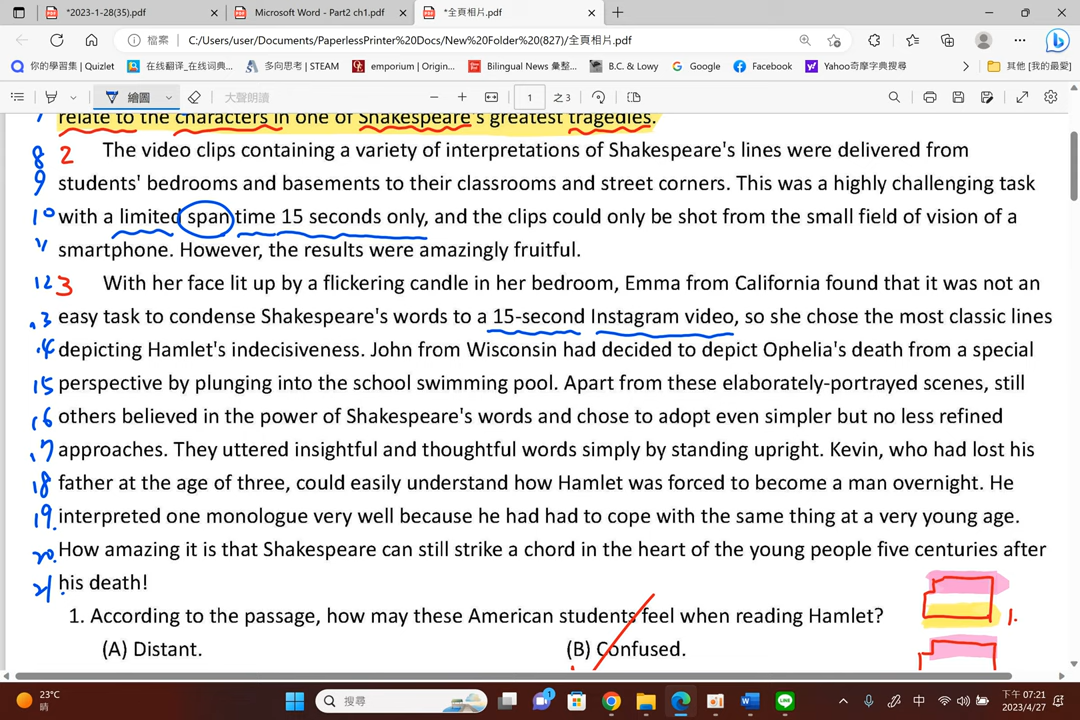 *2023-1-28(35).pdf Microsoft Word - Part2 ch1.pdf *全頁相片.pdf
檔案 C:/Users/user/Documents/PaperlessPrinter%20Docs/New%20Folder%20(827)/全頁相片.pdf
你的學習集 | Quizlet 在线翻译_在线词典... 多向思考 | STEAM emporium | Origin... Bilingual News 彙整... B.C. & Lowy Google Facebook Yahoo奇摩字典搜尋 其他 [我的最愛]
繪圖 大聲朗讀 1 之 3
relate to the characters in one of Shakespeare's greatest tragedies.
8 2 The video clips containing a variety of interpretations of Shakespeare's lines were delivered from
9 students' bedrooms and basements to their classrooms and street corners. This was a highly challenging task
10 with a limited span time 15 seconds only, and the clips could only be shot from the small field of vision of a
11 smartphone. However, the results were amazingly fruitful.
12 3 With her face lit up by a flickering candle in her bedroom, Emma from California found that it was not an
13 easy task to condense Shakespeare's words to a 15-second Instagram video, so she chose the most classic lines
14 depicting Hamlet's indecisiveness. John from Wisconsin had decided to depict Ophelia's death from a special
15 perspective by plunging into the school swimming pool. Apart from these elaborately-portrayed scenes, still
16 others believed in the power of Shakespeare's words and chose to adopt even simpler but no less refined
17 approaches. They uttered insightful and thoughtful words simply by standing upright. Kevin, who had lost his
18 father at the age of three, could easily understand how Hamlet was forced to become a man overnight. He
19. interpreted one monologue very well because he had had to cope with the same thing at a very young age.
20. How amazing it is that Shakespeare can still strike a chord in the heart of the young people five centuries after
21. his death!
1. According to the passage, how may these American students feel when reading Hamlet? 1.
(A) Distant. (B) Confused.
23°C
晴
搜尋
1
中
下午 07:21
2023/4/27